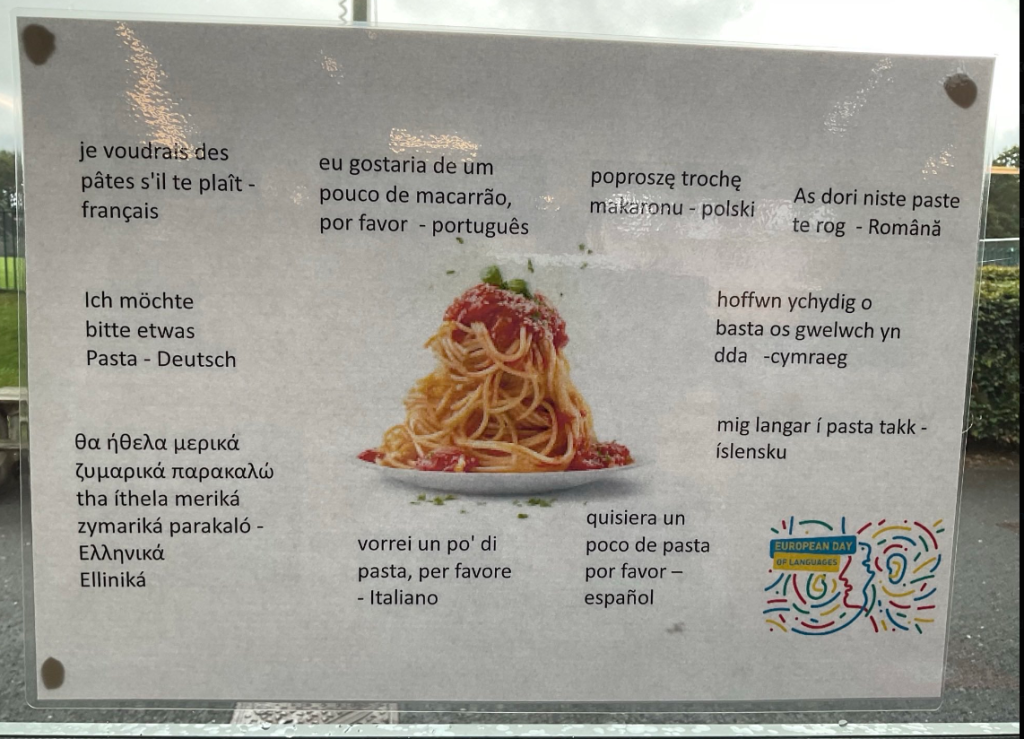 je voudrais des
pâtes s'il te plaît -
français
eu gostaria de um
pouco de macarrão,
por favor - português
poproszę trochę
makaronu - polski
As dori niste paste
te rog - Română
Ich möchte
bitte etwas
Pasta - Deutsch
hoffwn ychydig o
basta os gwelwch yn
dda -cymraeg
θα ήθελα μερικά
ζυμαρικά παρακαλώ
tha íthela meriká
zymariká parakaló -
Ελληνικά
Elliniká
mig langar í pasta takk -
íslensku
vorrei un po' di
pasta, per favore
- Italiano
quisiera un
poco de pasta
por favor –
español
EUROPEAN DAY
OF LANGUAGES